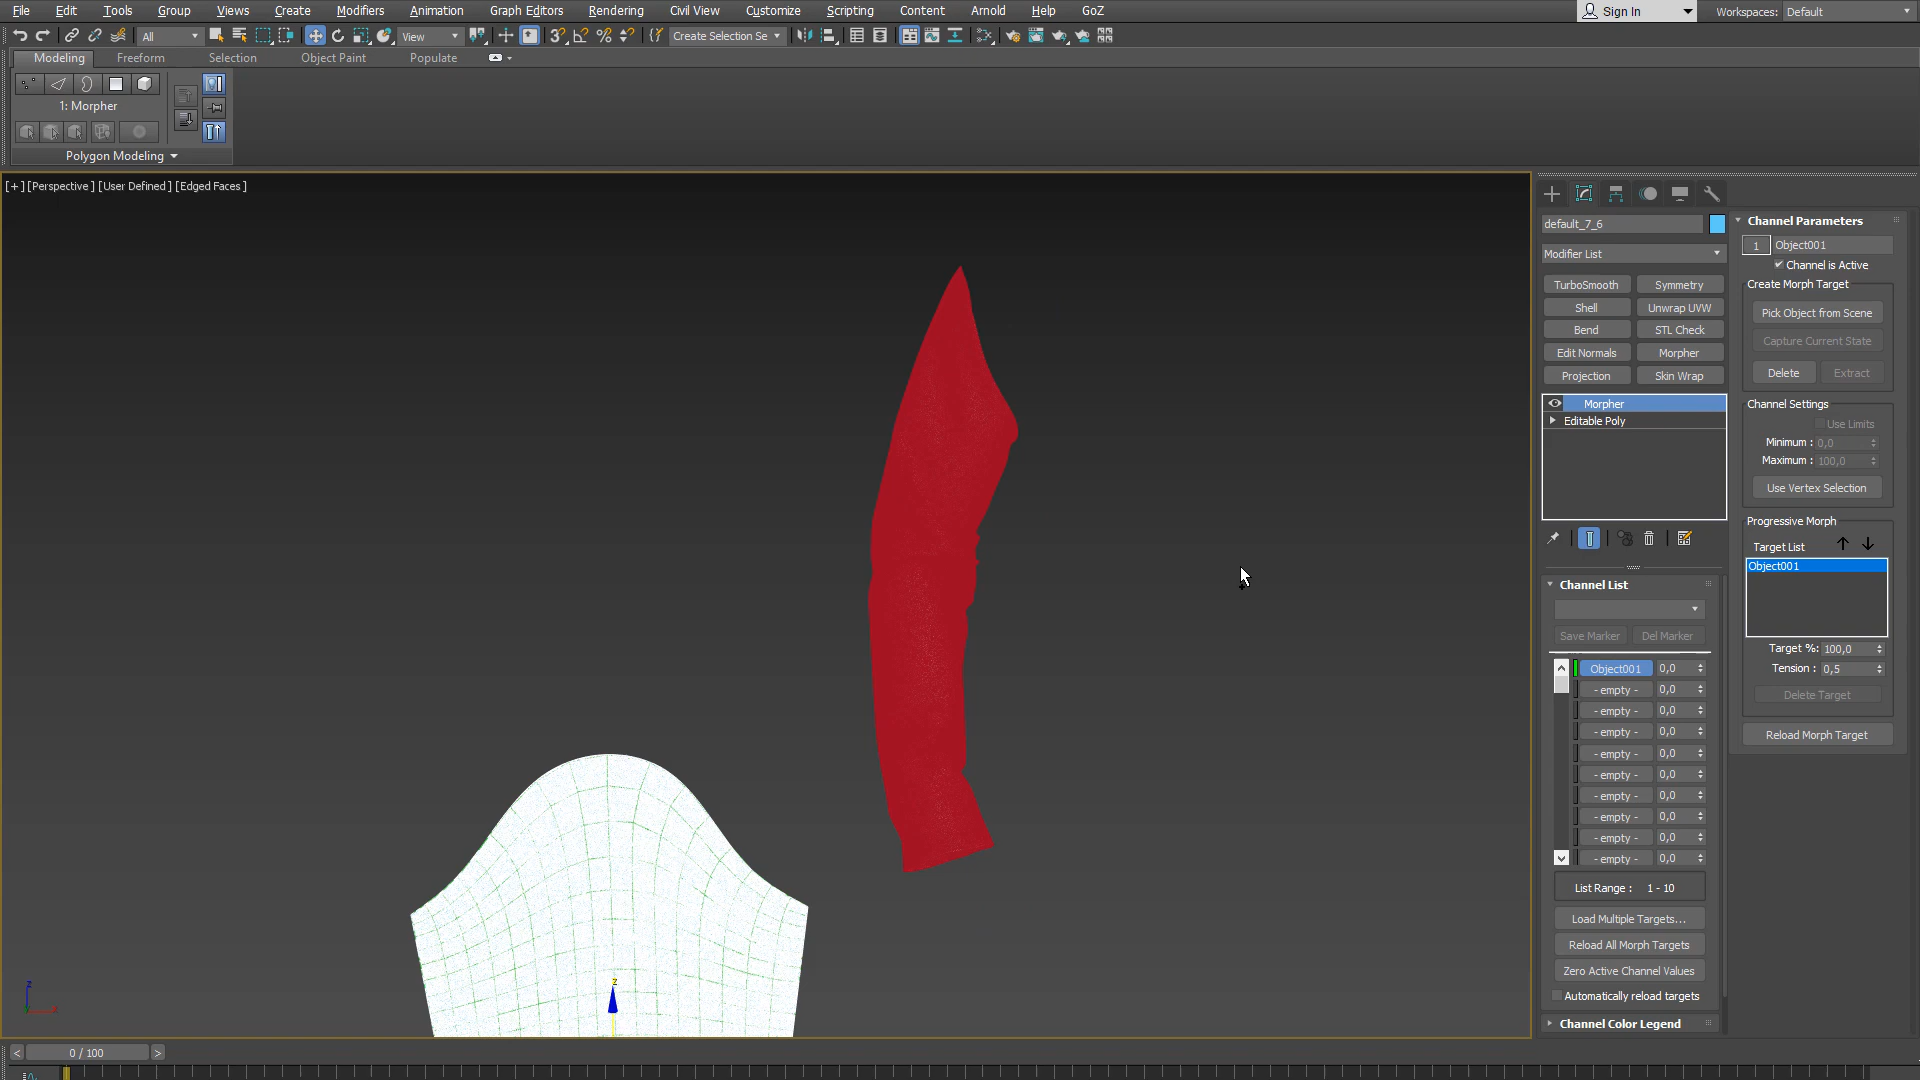 File Edit Tools Group Views Create Modifiers Animation Graph Editors Rendering Civil View Customize Scripting Content Arnold Help GoZ Sign In Workspaces: Default
All View Create Selection Se
Modeling Freeform Selection Object Paint Populate
1: Morpher
Polygon Modeling
[+] [Perspective] [User Defined] [Edged Faces]
default_7_6
Modifier List
TurboSmooth Symmetry
Shell Unwrap UVW
Bend STL Check
Edit Normals Morpher
Projection Skin Wrap
Morpher
Editable Poly
Channel List
Save Marker Del Marker
Object001 0,0
- empty - 0,0
- empty - 0,0
- empty - 0,0
- empty - 0,0
- empty - 0,0
- empty - 0,0
- empty - 0,0
- empty - 0,0
- empty - 0,0
List Range : 1 - 10
Load Multiple Targets...
Reload All Morph Targets
Zero Active Channel Values
Automatically reload targets
Channel Color Legend
Channel Parameters
1 Object001
Channel is Active
Create Morph Target
Pick Object from Scene
Capture Current State
Delete Extract
Channel Settings
Use Limits
Minimum : 0,0
Maximum : 100,0
Use Vertex Selection
Progressive Morph
Target List
Object001
Target %: 100,0
Tension : 0,5
Delete Target
Reload Morph Target
z
z
x
< 0 / 100 >